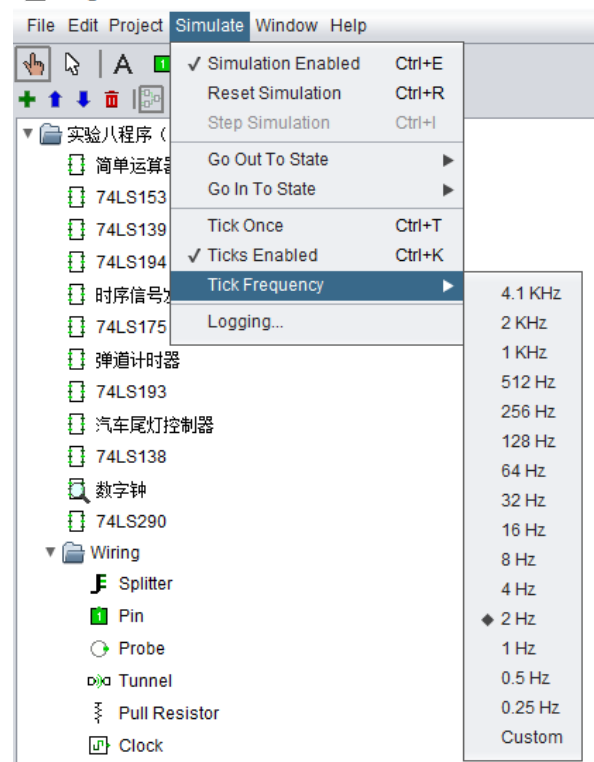 File Edit Project Simulate Window Help
A
✓ Simulation Enabled Ctrl+E
Reset Simulation Ctrl+R
Step Simulation Ctrl+I
Go Out To State
Go In To State
Tick Once Ctrl+T
✓ Ticks Enabled Ctrl+K
Tick Frequency
Logging...
4.1 KHz
2 KHz
1 KHz
512 Hz
256 Hz
128 Hz
64 Hz
32 Hz
16 Hz
8 Hz
4 Hz
◆ 2 Hz
1 Hz
0.5 Hz
0.25 Hz
Custom
实验八程序（
简单运算
74LS153
74LS139
74LS194
时序信号
74LS175
弹道计时器
74LS193
汽车尾灯控制器
74LS138
数字钟
74LS290
Wiring
Splitter
1 Pin
Probe
Tunnel
Pull Resistor
Clock